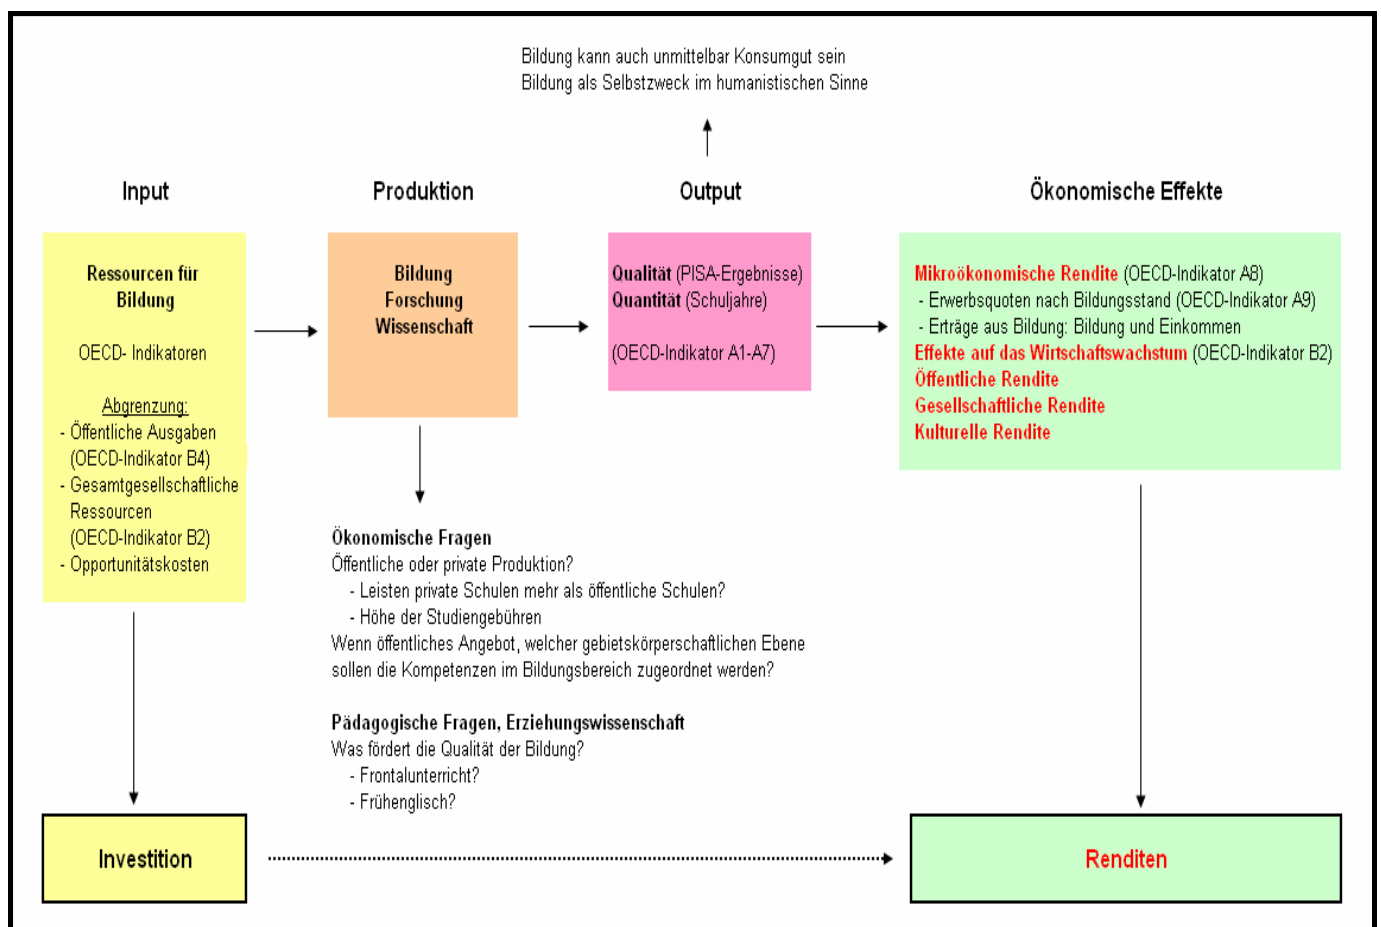 Bildung kann auch unmittelbar Konsumgut sein
Bildung als Selbstzweck im humanistischen Sinne
Input
Produktion
Output
Ökonomische Effekte
Ressourcen für
Bildung
OECD- Indikatoren
Abgrenzung:
- Öffentliche Ausgaben
(OECD-Indikator B4)
- Gesamtgesellschaftliche
Ressourcen
(OECD-Indikator B2)
- Opportunitätskosten
Bildung
Forschung
Wissenschaft
Qualität (PISA-Ergebnisse)
Quantität (Schuljahre)
(OECD-Indikator A1-A7)
Mikroökonomische Rendite (OECD-Indikator A8)
- Erwerbsquoten nach Bildungsstand (OECD-Indikator A9)
- Erträge aus Bildung: Bildung und Einkommen
Effekte auf das Wirtschaftswachstum (OECD-Indikator B2)
Öffentliche Rendite
Gesellschaftliche Rendite
Kulturelle Rendite
Ökonomische Fragen
Öffentliche oder private Produktion?
- Leisten private Schulen mehr als öffentliche Schulen?
- Höhe der Studiengebühren
Wenn öffentliches Angebot, welcher gebietskörperschaftlichen Ebene
sollen die Kompetenzen im Bildungsbereich zugeordnet werden?
Pädagogische Fragen, Erziehungswissenschaft
Was fördert die Qualität der Bildung?
- Frontalunterricht?
- Frühenglisch?
Investition
Renditen